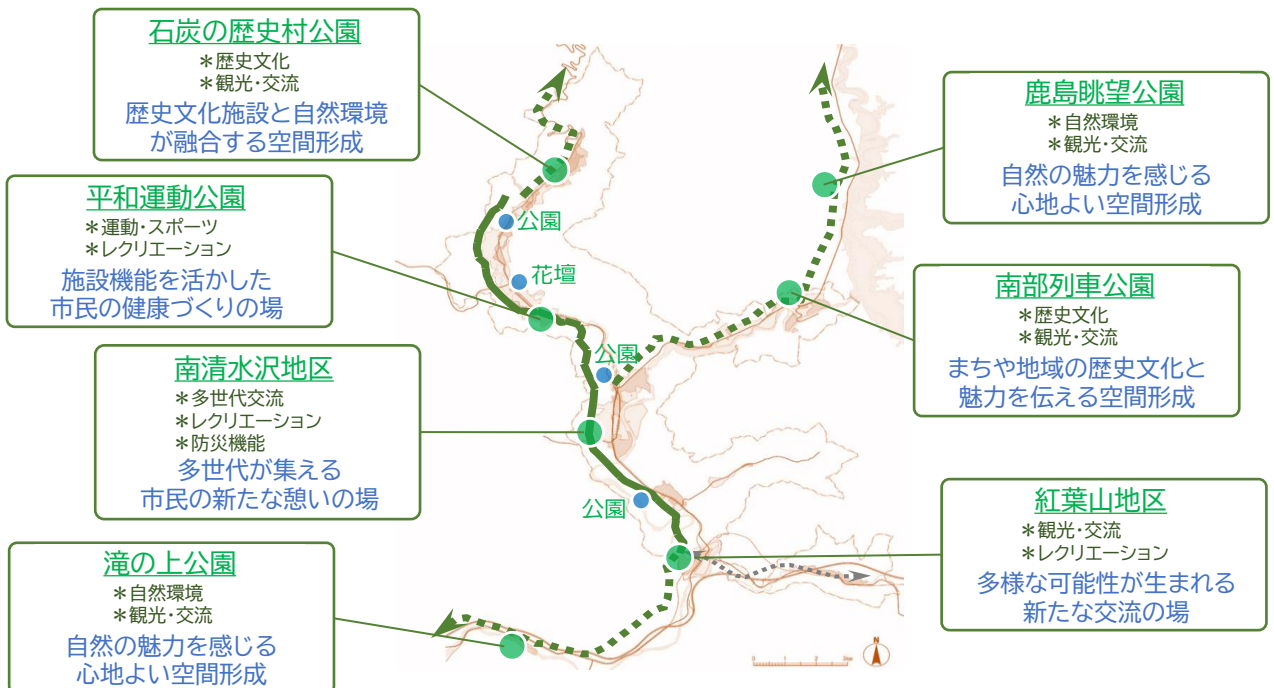 石炭の歴史村公園
＊歴史文化
＊観光・交流
歴史文化施設と自然環境
が融合する空間形成
平和運動公園
＊運動・スポーツ
＊レクリエーション
施設機能を活かした
市民の健康づくりの場
南清水沢地区
＊多世代交流
＊レクリエーション
＊防災機能
多世代が集える
市民の新たな憩いの場
滝の上公園
＊自然環境
＊観光・交流
自然の魅力を感じる
心地よい空間形成
公園
花壇
公園
公園
鹿島眺望公園
＊自然環境
＊観光・交流
自然の魅力を感じる
心地よい空間形成
南部列車公園
＊歴史文化
＊観光・交流
まちや地域の歴史文化と
魅力を伝える空間形成
紅葉山地区
＊観光・交流
＊レクリエーション
多様な可能性が生まれる
新たな交流の場
0 1 2 3km
N